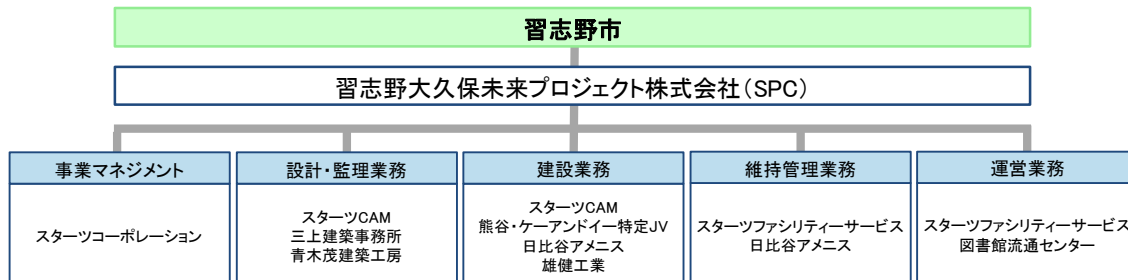 習志野市
習志野大久保未来プロジェクト株式会社(SPC)
事業マネジメント
スターツコーポレーション
設計・監理業務
スターツCAM
三上建築事務所
青木茂建築工房
建設業務
スターツCAM
熊谷・ケーアンドイー特定JV
日比谷アメニス
雄健工業
維持管理業務
スターツファシリティーサービス
日比谷アメニス
運営業務
スターツファシリティーサービス
図書館流通センター